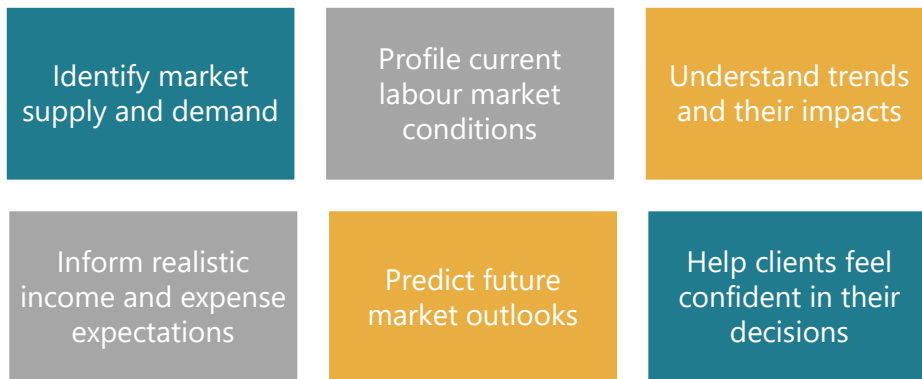 Identify market
supply and demand
Profile current
labour market
conditions
Understand trends
and their impacts
Inform realistic
income and expense
expectations
Predict future
market outlooks
Help clients feel
confident in their
decisions